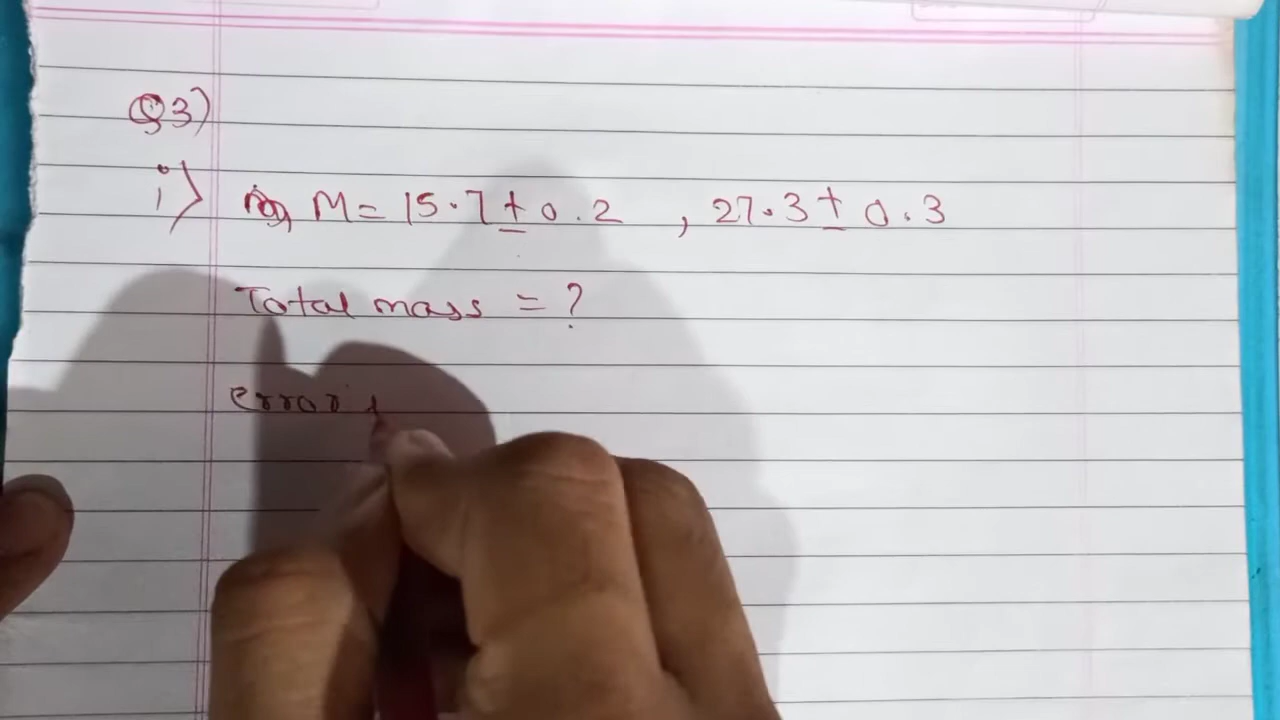 Q3)
i) M = 15.7 ± 0.2 , 27.3 ± 0.3
Total mass = ?
error